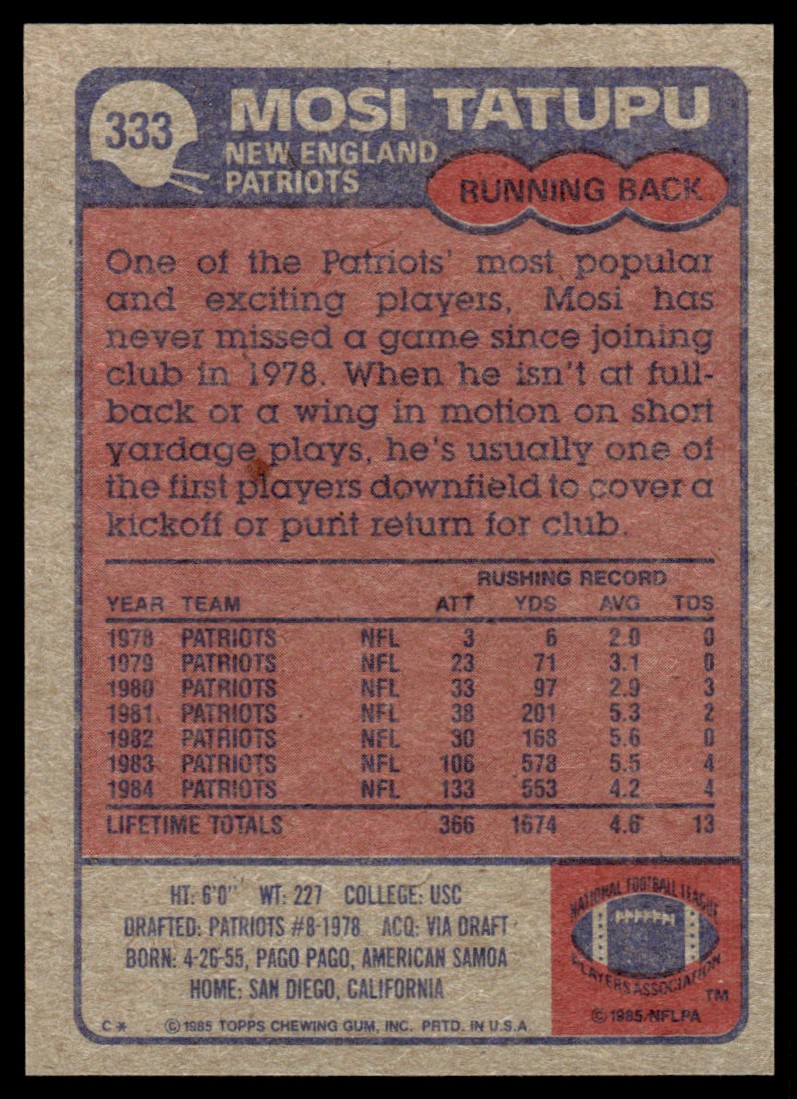 333
MOSI TATUPU
NEW ENGLAND
PATRIOTS
RUNNING BACK
One of the Patriots' most popular
and exciting players, Mosi has
never missed a game since joining
club in 1978. When he isn't at full-
back or a wing in motion on short
yardage plays, he's usually one of
the first players downfield to cover a
kickoff or punt return for club.
RUSHING RECORD
YEAR TEAM ATT YDS AVG TDS
1978 PATRIOTS NFL 3 6 2.0 0
1979 PATRIOTS NFL 23 71 3.1 0
1980 PATRIOTS NFL 33 97 2.9 3
1981 PATRIOTS NFL 38 201 5.3 2
1982 PATRIOTS NFL 30 168 5.6 0
1983 PATRIOTS NFL 106 578 5.5 4
1984 PATRIOTS NFL 133 553 4.2 4
LIFETIME TOTALS 366 1674 4.6 13
HT: 6'0" WT: 227 COLLEGE: USC
DRAFTED: PATRIOTS #8-1978 ACQ: VIA DRAFT
BORN: 4-26-55, PAGO PAGO, AMERICAN SAMOA
HOME: SAN DIEGO, CALIFORNIA
C* ©1985 TOPPS CHEWING GUM, INC. PRTD. IN U.S.A.
NATIONAL FOOTBALL LEAGUE
PLAYERS ASSOCIATION
TM
©1985 NFLPA